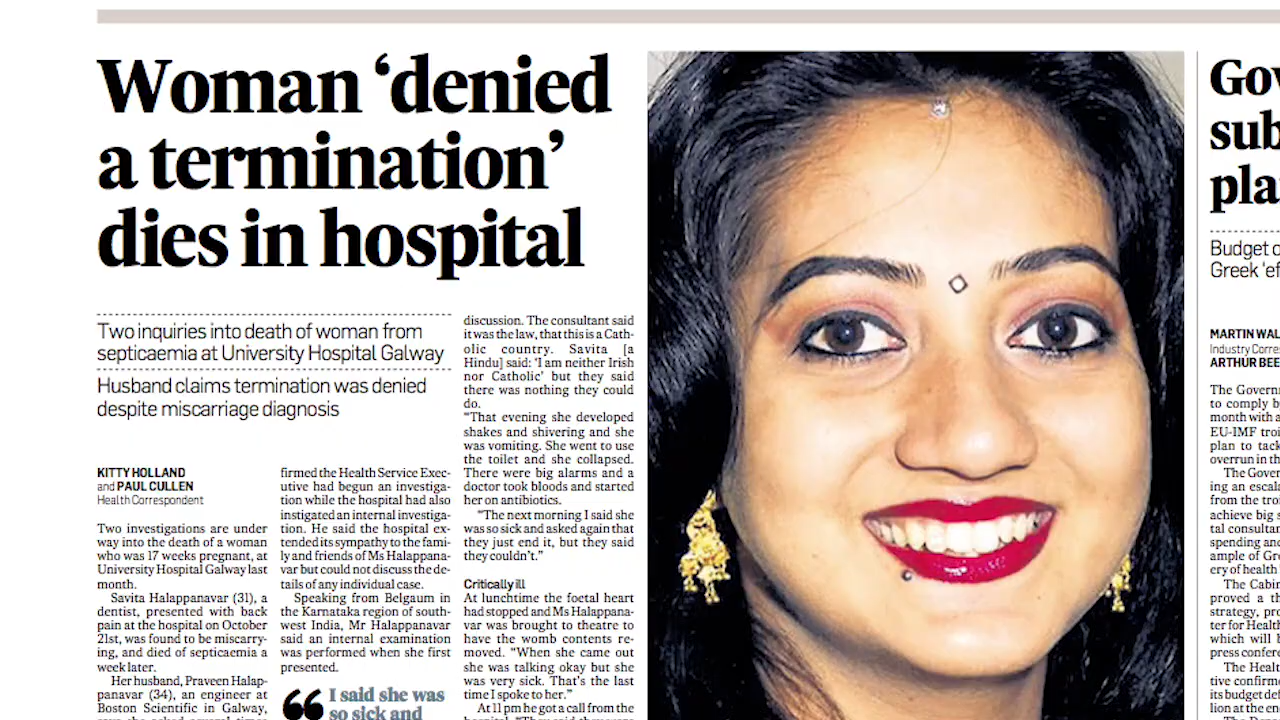 Woman ‘denied
a termination’
dies in hospital
Two inquiries into death of woman from
septicaemia at University Hospital Galway
Husband claims termination was denied
despite miscarriage diagnosis
KITTY HOLLAND
and PAUL CULLEN
Health Correspondent
Two investigations are under
way into the death of a woman
who was 17 weeks pregnant, at
University Hospital Galway last
month.
Savita Halappanavar (31), a
dentist, presented with back
pain at the hospital on October
21st, was found to be miscarry-
ing, and died of septicaemia a
week later.
Her husband, Praveen Halap-
panavar (34), an engineer at
Boston Scientific in Galway,
says she asked several times
firmed the Health Service Exec-
utive had begun an investiga-
tion while the hospital had also
instigated an internal investiga-
tion. He said the hospital ex-
tended its sympathy to the fami-
ly and friends of Ms Halappana-
var but could not discuss the de-
tails of any individual case.
Speaking from Belgaum in
the Karnataka region of south-
west India, Mr Halappanavar
said an internal examination
was performed when she first
presented.
“I said she was
so sick and
discussion. The consultant said
it was the law, that this is a Cath-
olic country. Savita [a
Hindu] said: ‘I am neither Irish
nor Catholic’ but they said
there was nothing they could
do.
“That evening she developed
shakes and shivering and she
was vomiting. She went to use
the toilet and she collapsed.
There were big alarms and a
doctor took bloods and started
her on antibiotics.
“The next morning I said she
was so sick and asked again that
they just end it, but they said
they couldn’t.”
Critically ill
At lunchtime the foetal heart
had stopped and Ms Halappana-
var was brought to theatre to
have the womb contents re-
moved. “When she came out
she was talking okay but she
was very sick. That’s the last
time I spoke to her.”
At 11 pm he got a call from the
Gov
sub
pla
Budget o
Greek ‘ef
MARTIN WAL
Industry Corre
ARTHUR BEE
The Governm
to comply b
month with a
EU-IMF troi
plan to tack
overrun in th
The Gover
ing an escala
from the troi
achieve big s
tal consultan
spending and
ample of Gre
ery of health
The Cabin
proved a th
strategy, pro
ter for Health
which will
press confere
The Healt
tive confirme
its budget de
lion at the en